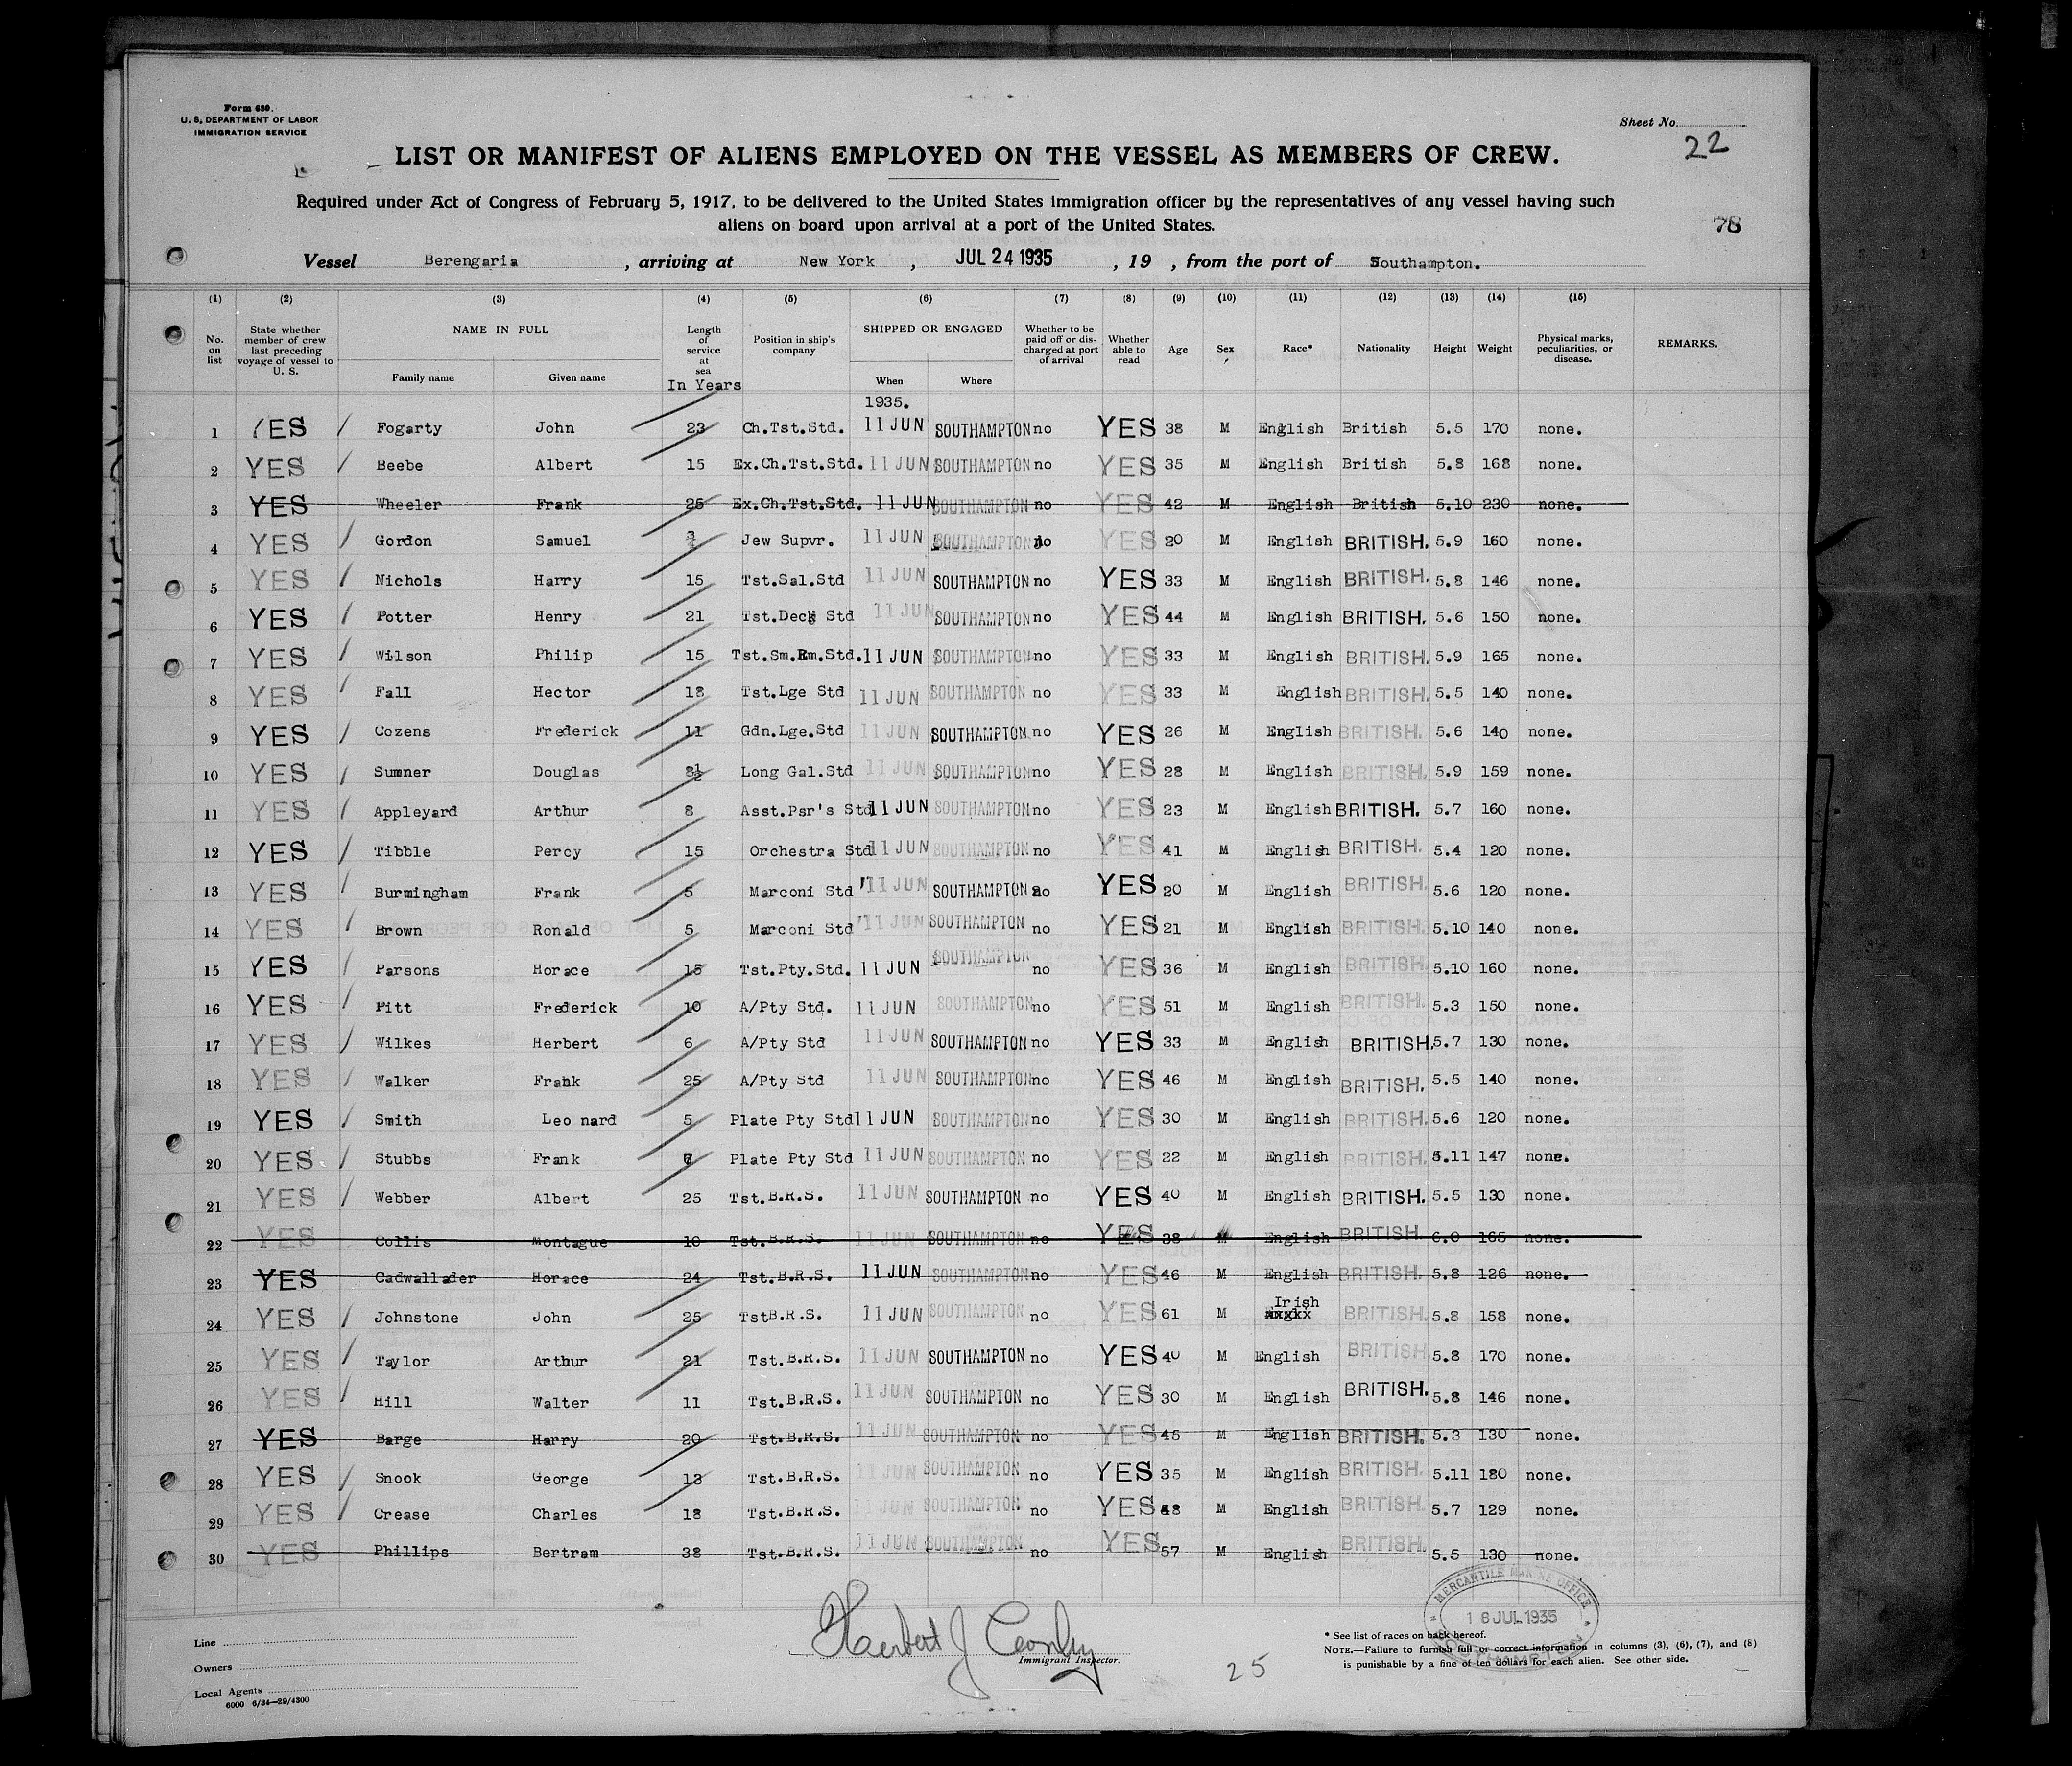 Form 680.
U. S. DEPARTMENT OF LABOR
IMMIGRATION SERVICE
Sheet No.
22
LIST OR MANIFEST OF ALIENS EMPLOYED ON THE VESSEL AS MEMBERS OF CREW.
Required under Act of Congress of February 5, 1917, to be delivered to the United States immigration officer by the representatives of any vessel having such
aliens on board upon arrival at a port of the United States.
78
Vessel Berengaria , arriving at New York , JUL 24 1935 , 19 , from the port of Southampton.
(1) (2) (3) (4) (5) (6) (7) (8) (9) (10) (11) (12) (13) (14) (15)
No. on list State whether member of crew last preceding voyage of vessel to U. S. NAME IN FULL Family name Given name Length of service at sea In Years Position in ship's company SHIPPED OR ENGAGED When Where Whether to be paid off or discharged at port of arrival Whether able to read Age Sex Race* Nationality Height Weight Physical marks, peculiarities, or disease. REMARKS.
1935.
1 YES Fogarty John 23 Ch.Tst.Std. 11 JUN SOUTHAMPTON no YES 38 M English British 5.5 170 none.
2 YES Beebe Albert 15 Ex.Ch.Tst.Std. 11 JUN SOUTHAMPTON no YES 35 M English British 5.8 168 none.
3 YES Wheeler Frank 25 Ex.Ch.Tst.Std. 11 JUN SOUTHAMPTON no YES 42 M English British 5.10 230 none.
4 YES Gordon Samuel Jew Supvr. 11 JUN SOUTHAMPTON no YES 20 M English BRITISH. 5.9 160 none.
5 YES Nichols Harry 15 Tst.Sal.Std 11 JUN SOUTHAMPTON no YES 33 M English BRITISH. 5.8 146 none.
6 YES Potter Henry 21 Tst.Deck Std 11 JUN SOUTHAMPTON no YES 44 M English BRITISH. 5.6 150 none.
7 YES Wilson Philip 15 Tst.Sm.Rm.Std. 11 JUN SOUTHAMPTON no YES 33 M English BRITISH. 5.9 165 none.
8 YES Fall Hector 18 Tst.Lge Std 11 JUN SOUTHAMPTON no YES 33 M English BRITISH. 5.5 140 none.
9 YES Cozens Frederick 11 Gdn.Lge.Std 11 JUN SOUTHAMPTON no YES 26 M English BRITISH. 5.6 140 none.
10 YES Sumner Douglas Long Gal.Std 11 JUN SOUTHAMPTON no YES 28 M English BRITISH. 5.9 159 none.
11 YES Appleyard Arthur 8 Asst.Psr's Std 11 JUN SOUTHAMPTON no YES 23 M English BRITISH. 5.7 160 none.
12 YES Tibble Percy 15 Orchestra Std 11 JUN SOUTHAMPTON no YES 41 M English BRITISH. 5.4 120 none.
13 YES Burmingham Frank 5 Marconi Std 11 JUN SOUTHAMPTON no YES 20 M English BRITISH. 5.6 120 none.
14 YES Brown Ronald 5 Marconi Std 11 JUN SOUTHAMPTON no YES 21 M English BRITISH. 5.10 140 none.
15 YES Parsons Horace 15 Tst.Pty.Std. 11 JUN SOUTHAMPTON no YES 36 M English BRITISH. 5.10 160 none.
16 YES Pitt Frederick 10 A/Pty Std. 11 JUN SOUTHAMPTON no YES 51 M English BRITISH. 5.3 150 none.
17 YES Wilkes Herbert 6 A/Pty Std 11 JUN SOUTHAMPTON no YES 33 M English BRITISH. 5.7 130 none.
18 YES Walker Frank 25 A/Pty Std 11 JUN SOUTHAMPTON no YES 46 M English BRITISH. 5.5 140 none.
19 YES Smith Leo nard 5 Plate Pty Std 11 JUN SOUTHAMPTON no YES 30 M English BRITISH. 5.6 120 none.
20 YES Stubbs Frank Plate Pty Std 11 JUN SOUTHAMPTON no YES 22 M English BRITISH. 5.11 147 none.
21 YES Webber Albert 25 Tst.B.R.S. 11 JUN SOUTHAMPTON no YES 40 M English BRITISH. 5.5 130 none.
22 YES Collis Montague 10 Tst.B.R.S. 11 JUN SOUTHAMPTON no YES 38 M English BRITISH. 6.0 165 none.
23 YES Cadwallader Horace 24 Tst.B.R.S. 11 JUN SOUTHAMPTON no YES 46 M English BRITISH. 5.8 126 none.
24 YES Johnstone John 25 TstB.R.S. 11 JUN SOUTHAMPTON no YES 61 M Irish BRITISH. 5.8 158 none.
25 YES Taylor Arthur 21 Tst.B.R.S. 11 JUN SOUTHAMPTON no YES 40 M English BRITISH 5.8 170 none.
26 YES Hill Walter 11 Tst.B.R.S. 11 JUN SOUTHAMPTON no YES 30 M English BRITISH. 5.8 146 none.
27 YES Barge Harry 20 Tst.B.R.S. 11 JUN SOUTHAMPTON no YES 45 M English BRITISH. 5.3 130 none.
28 YES Snook George 13 Tst.B.R.S. 11 JUN SOUTHAMPTON no YES 35 M English BRITISH. 5.11 180 none.
29 YES Crease Charles 18 Tst.B.R.S. 11 JUN SOUTHAMPTON no YES 48 M English BRITISH. 5.7 129 none.
30 YES Phillips Bertram 38 Tst.B.R.S. 11 JUN SOUTHAMPTON no YES 57 M English BRITISH. 5.5 130 none.
MERCANTILE MARINE OFFICE
18 JUL 1935
SOUTHAMPTON
Line
Owners
Local Agents
6000 6/34—29/4300
Herbert J
Immigrant Inspector.
25
* See list of races on back hereof.
NOTE.—Failure to furnish full or correct information in columns (3), (6), (7), and (8)
is punishable by a fine of ten dollars for each alien. See other side.